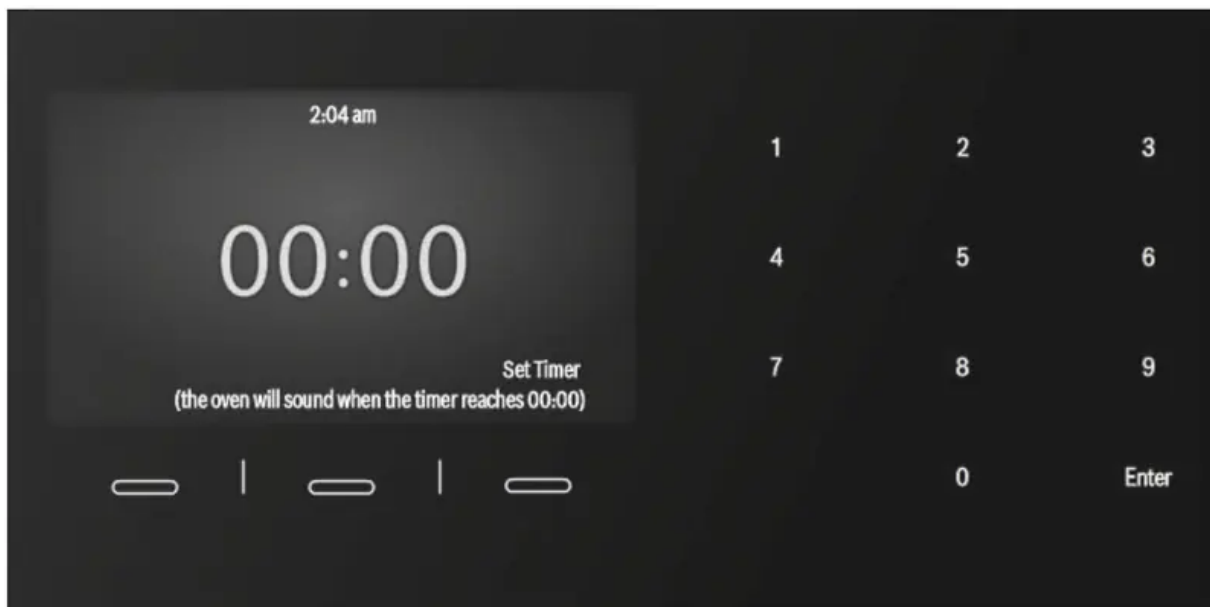 2:04 am
00:00
Set Timer
(the oven will sound when the timer reaches 00:00)
1 2 3
4 5 6
7 8 9
0 Enter